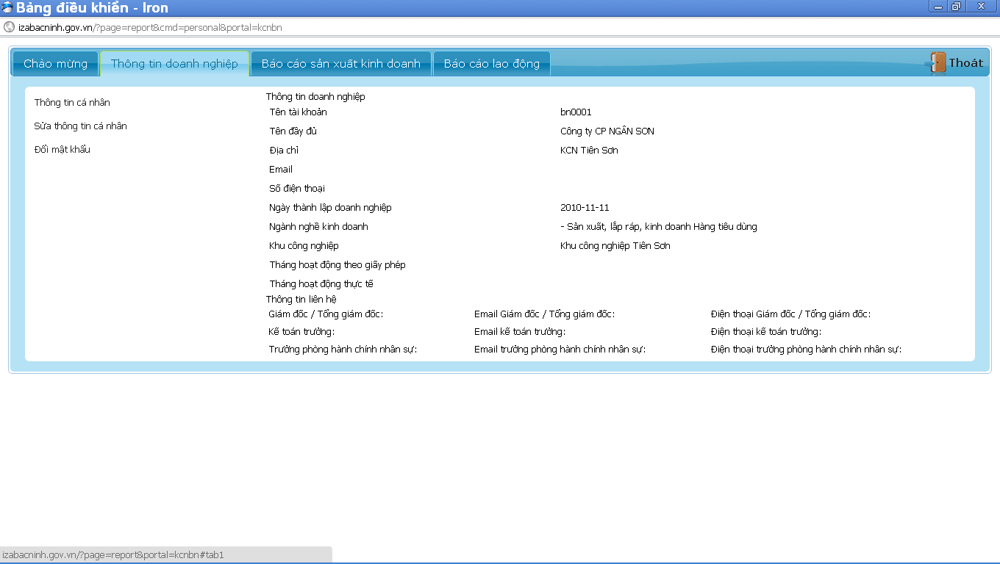 Bảng điều khiển - Iron
izabacninh.gov.vn/?page=report&cmd=personal&portal=kcnbn
Chào mừng Thông tin doanh nghiệp Báo cáo sản xuất kinh doanh Báo cáo lao động Thoát
Thông tin cá nhân
Sửa thông tin cá nhân
Đổi mật khẩu
Thông tin doanh nghiệp
Tên tài khoản bn0001
Tên đầy đủ Công ty CP NGÂN SƠN
Địa chỉ KCN Tiên Sơn
Email
Số điện thoại
Ngày thành lập doanh nghiệp 2010-11-11
Ngành nghề kinh doanh - Sản xuất, lắp ráp, kinh doanh Hàng tiêu dùng
Khu công nghiệp Khu công nghiệp Tiên Sơn
Tháng hoạt động theo giấy phép
Tháng hoạt động thực tế
Thông tin liên hệ
Giám đốc / Tổng giám đốc: Email Giám đốc / Tổng giám đốc: Điện thoại Giám đốc / Tổng giám đốc:
Kế toán trưởng: Email kế toán trưởng: Điện thoại kế toán trưởng:
Trưởng phòng hành chính nhân sự: Email trưởng phòng hành chính nhân sự: Điện thoại trưởng phòng hành chính nhân sự:
izabacninh.gov.vn/?page=report&portal=kcnbn#tab1